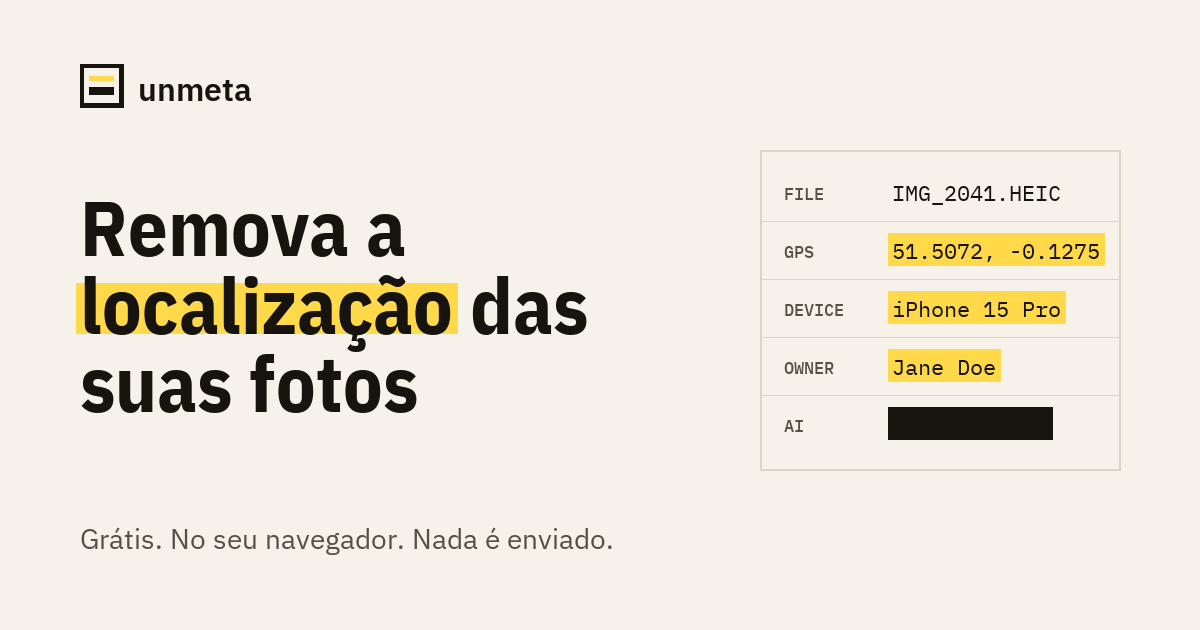 unmeta
Remova a
localização das
suas fotos
Grátis. No seu navegador. Nada é enviado.
FILE IMG_2041.HEIC
GPS 51.5072, -0.1275
DEVICE iPhone 15 Pro
OWNER Jane Doe
AI